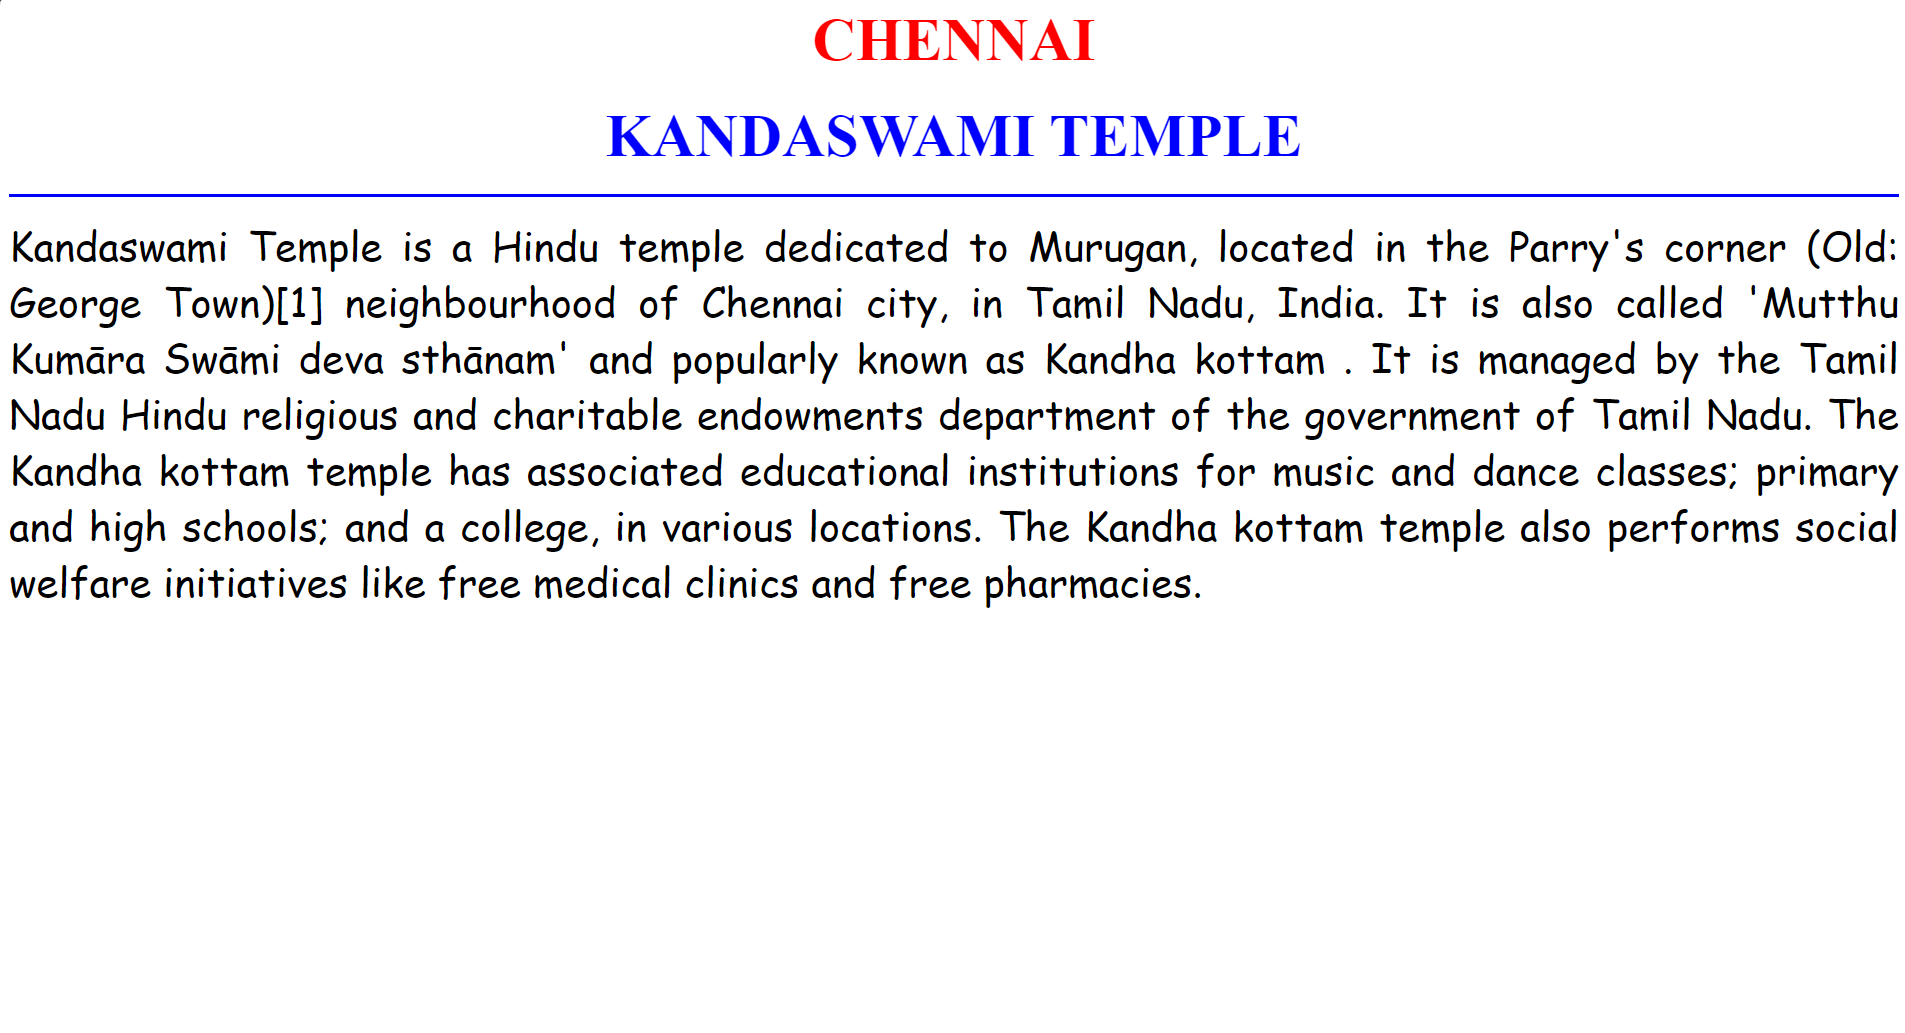 CHENNAI
KANDASWAMI TEMPLE
Kandaswami Temple is a Hindu temple dedicated to Murugan, located in the Parry's corner (Old:
George Town)[1] neighbourhood of Chennai city, in Tamil Nadu, India. It is also called 'Mutthu
Kumāra Swāmi deva sthānam' and popularly known as Kandha kottam . It is managed by the Tamil
Nadu Hindu religious and charitable endowments department of the government of Tamil Nadu. The
Kandha kottam temple has associated educational institutions for music and dance classes; primary
and high schools; and a college, in various locations. The Kandha kottam temple also performs social
welfare initiatives like free medical clinics and free pharmacies.